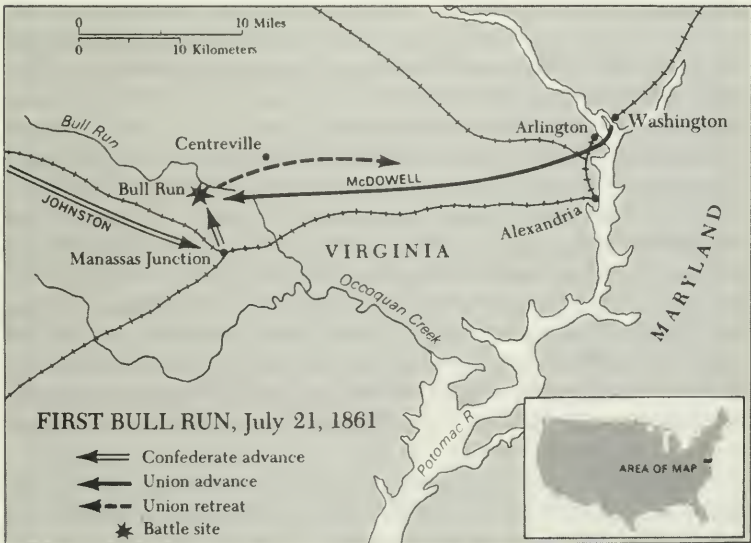 0 10 Miles
0 10 Kilometers
Bull Run
Centreville
Bull Run
Arlington
Washington
McDOWELL
JOHNSTON
Alexandria
Manassas Junction
VIRGINIA
MARYLAND
Occoquan Creek
Potomac R
FIRST BULL RUN, July 21, 1861
Confederate advance
Union advance
Union retreat
Battle site
AREA OF MAP